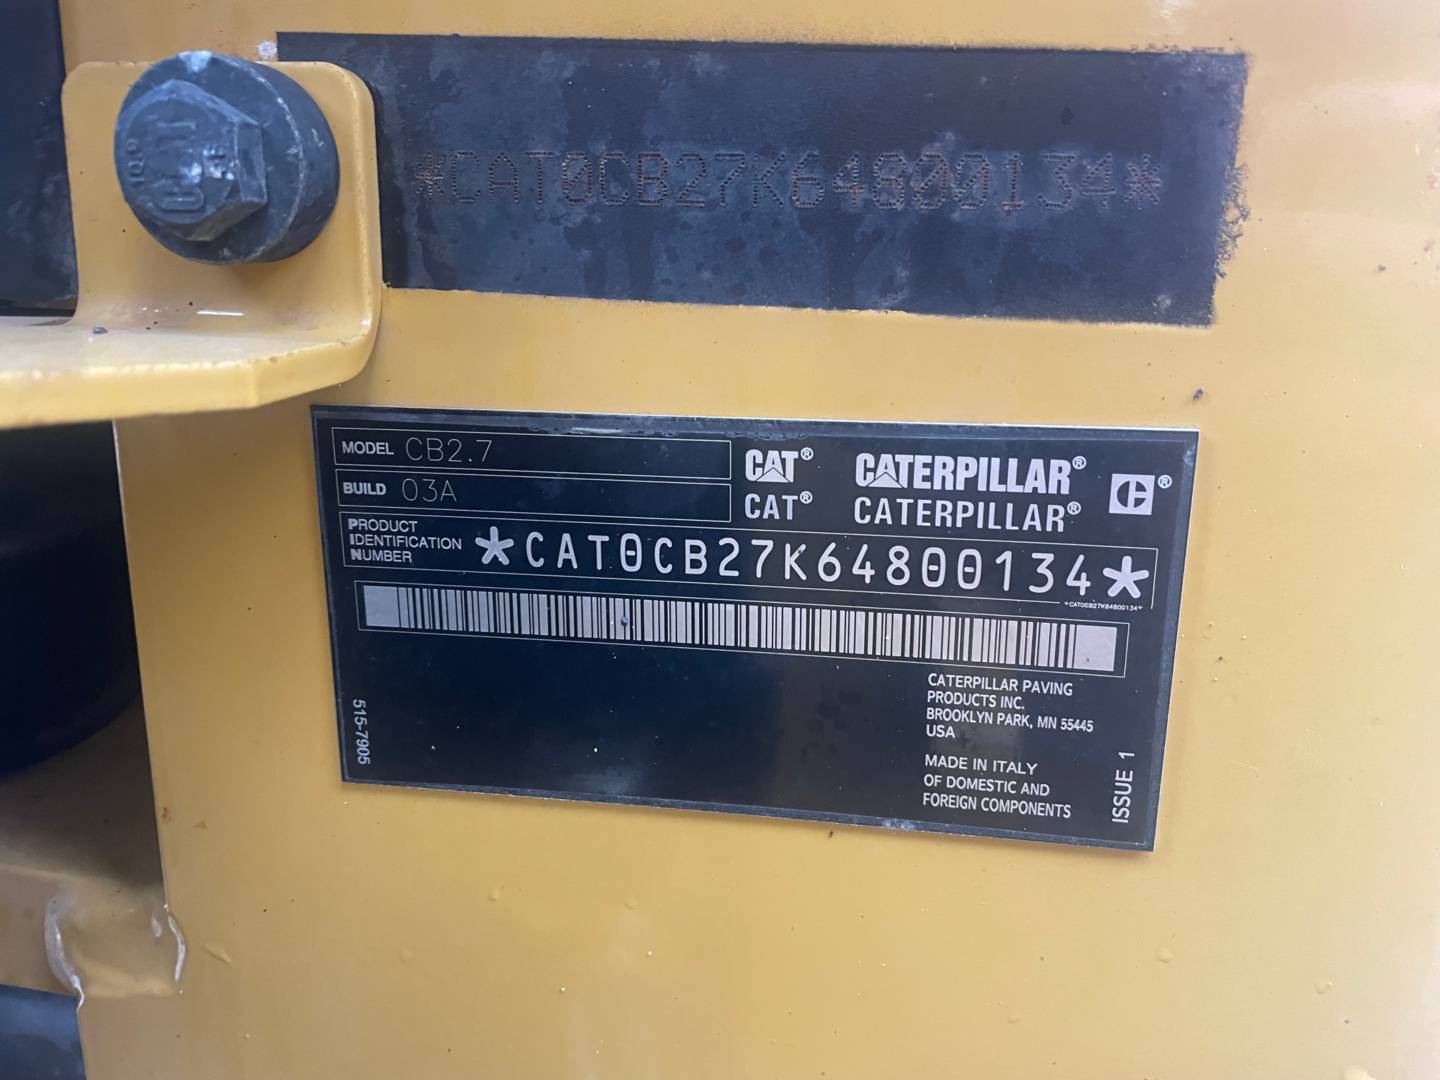 *CAT0CB27K64800134*
MODEL CB2.7
BUILD 03A
CAT® CATERPILLAR®
CAT® CATERPILLAR®
PRODUCT
IDENTIFICATION
NUMBER
*CAT0CB27K64800134*
*CAT0CB27K64800134*
CATERPILLAR PAVING
PRODUCTS INC.
BROOKLYN PARK, MN 55445
USA
MADE IN ITALY
OF DOMESTIC AND
FOREIGN COMPONENTS
515-7905
ISSUE 1